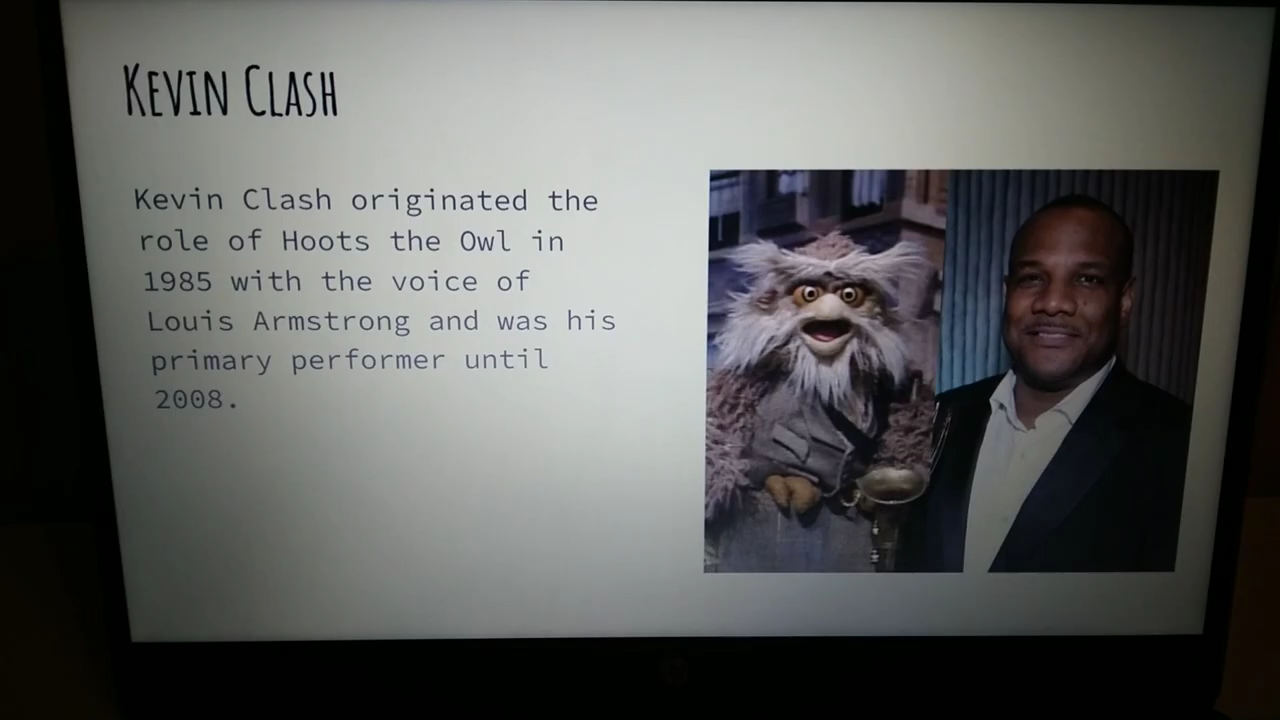 Kevin Clash
Kevin Clash originated the
role of Hoots the Owl in
1985 with the voice of
Louis Armstrong and was his
primary performer until
2008.